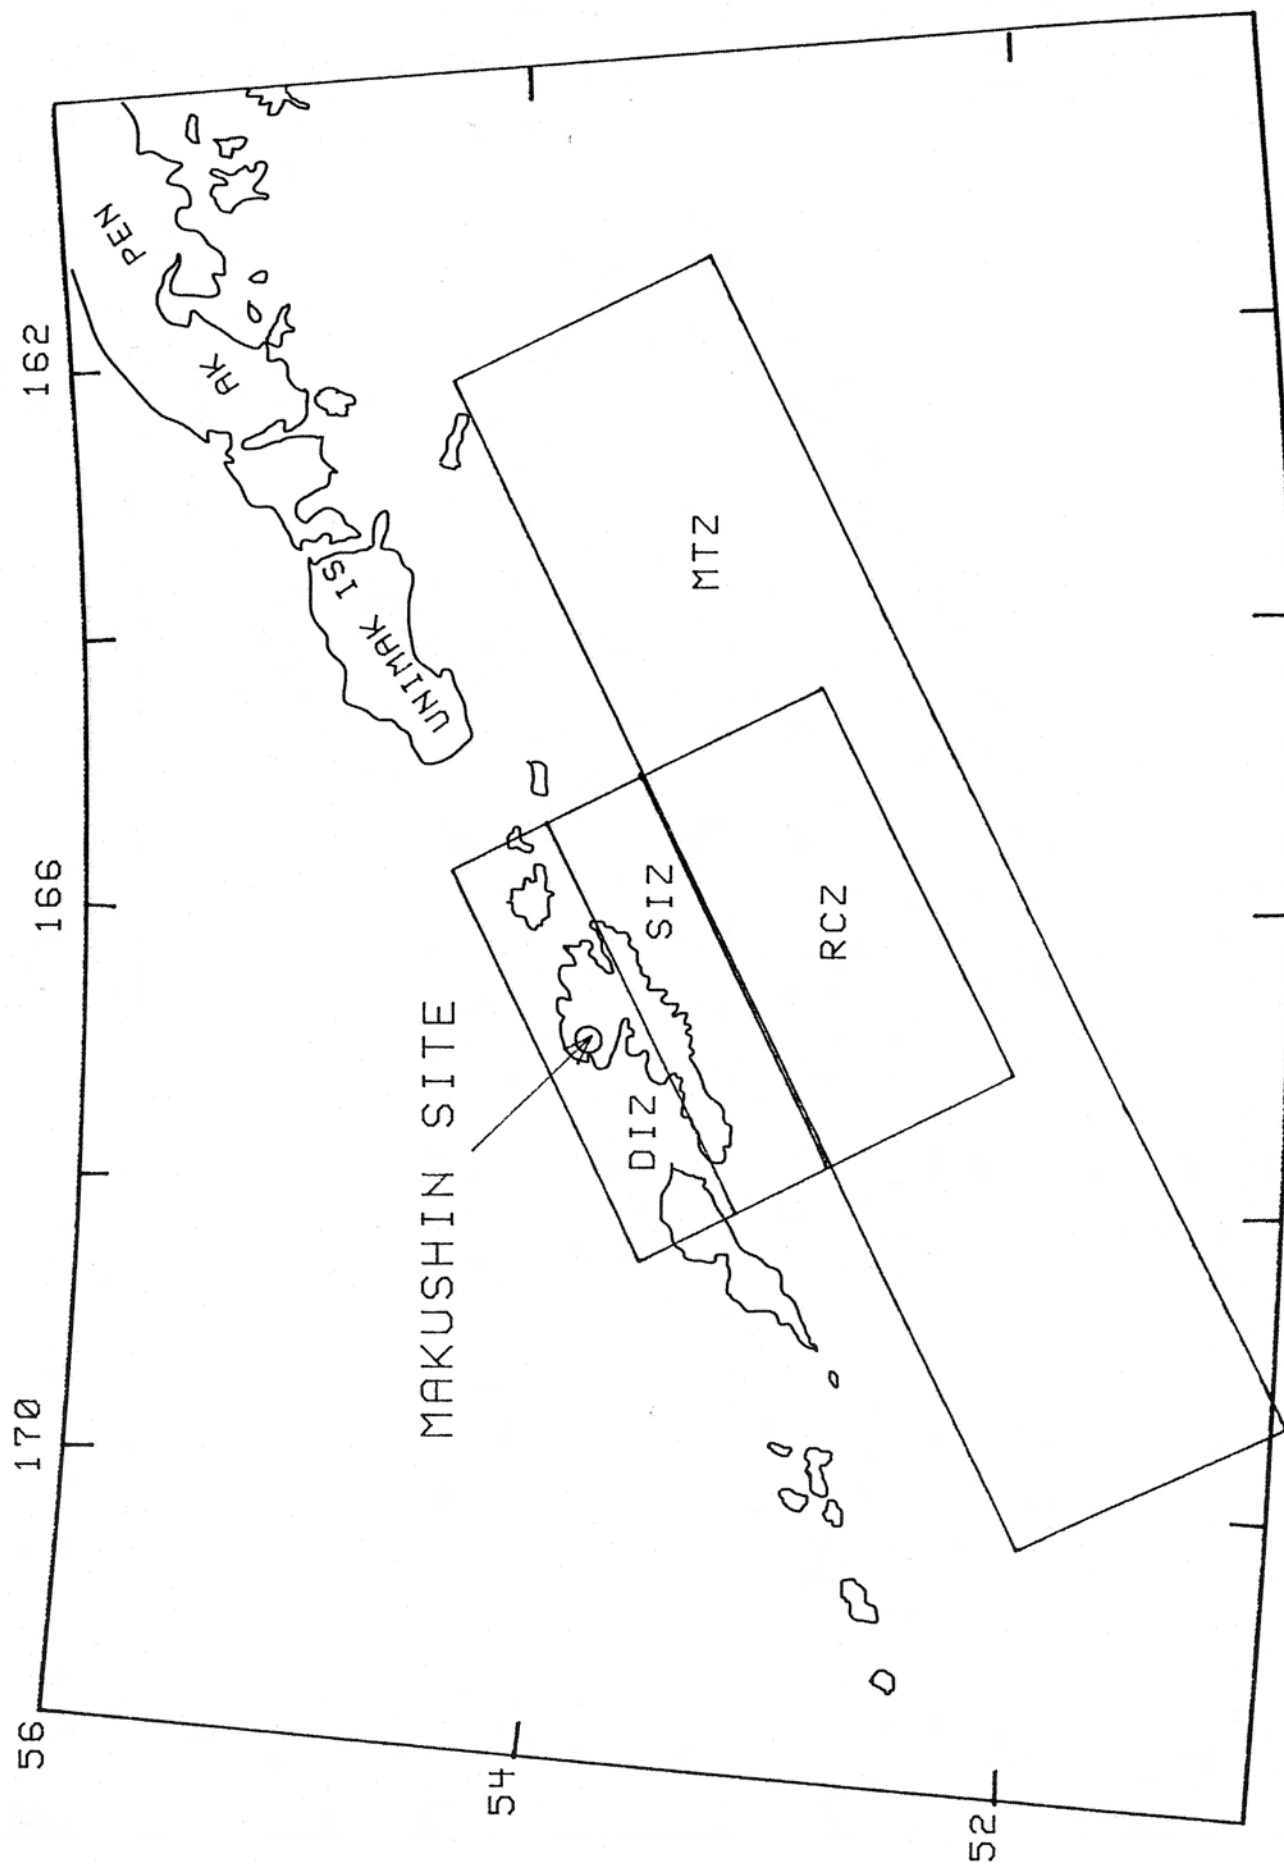 170
166
162
56
54
52
PEN
AK
UNIMAK IS
MAKUSHIN SITE
DIZ
SIZ
RCZ
MTZ